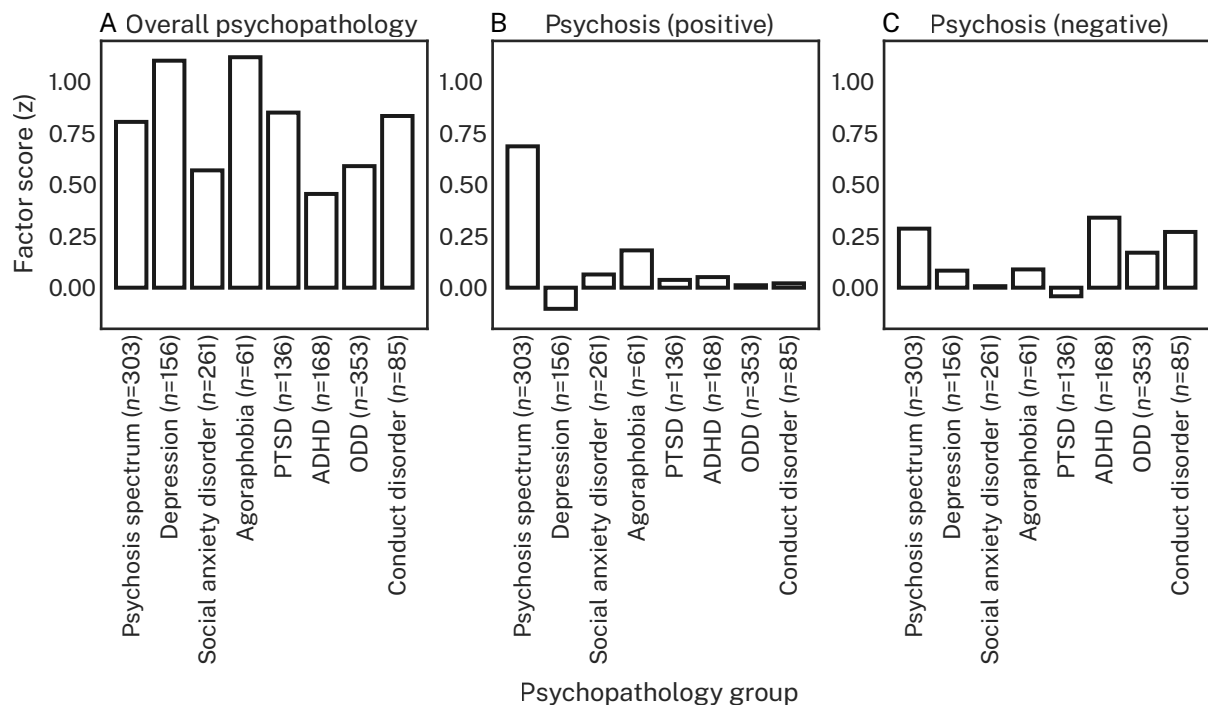 A Overall psychopathology
B Psychosis (positive)
C Psychosis (negative)
Factor score (z)
1.00
0.75
0.50
0.25
0.00
1.00
0.75
0.50
0.25
0.00
1.00
0.75
0.50
0.25
0.00
Psychosis spectrum (n=303)
Depression (n=156)
Social anxiety disorder (n=261)
Agoraphobia (n=61)
PTSD (n=136)
ADHD (n=168)
ODD (n=353)
Conduct disorder (n=85)
Psychosis spectrum (n=303)
Depression (n=156)
Social anxiety disorder (n=261)
Agoraphobia (n=61)
PTSD (n=136)
ADHD (n=168)
ODD (n=353)
Conduct disorder (n=85)
Psychosis spectrum (n=303)
Depression (n=156)
Social anxiety disorder (n=261)
Agoraphobia (n=61)
PTSD (n=136)
ADHD (n=168)
ODD (n=353)
Conduct disorder (n=85)
Psychopathology group